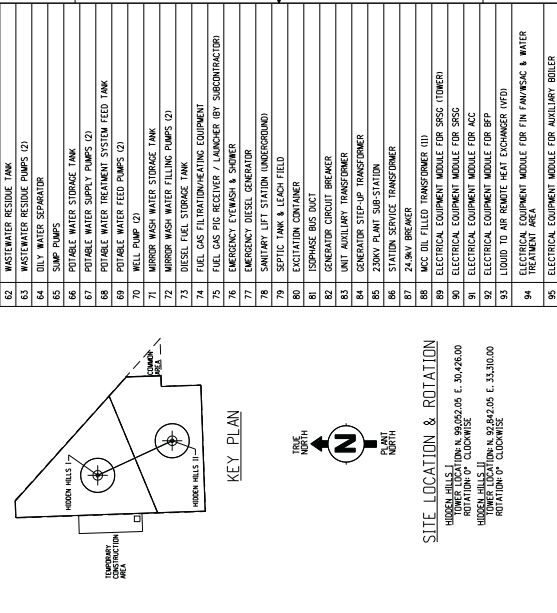 62 WASTEWATER RESIDUE TANK
63 WASTEWATER RESIDUE PUMPS (2)
64 OILY WATER SEPARATOR
65 SUMP PUMPS
66 POTABLE WATER STORAGE TANK
67 POTABLE WATER SUPPLY PUMPS (2)
68 POTABLE WATER TREATMENT SYSTEM FEED TANK
69 POTABLE WATER FEED PUMPS (2)
70 WELL PUMP (2)
71 MIRROR WASH WATER STORAGE TANK
72 MIRROR WASH WATER FILLING PUMPS (2)
73 DIESEL FUEL STORAGE TANK
74 FUEL GAS FILTRATION/HEATING EQUIPMENT
75 FUEL GAS PIG RECEIVER / LAUNCHER (BY SUBCONTRACTOR)
76 EMERGENCY EYEWASH & SHOWER
77 EMERGENCY DIESEL GENERATOR
78 SANITARY LIFT STATION (UNDERGROUND)
79 SEPTIC TANK & LEACH FIELD
80 EXCITATION CONTAINER
81 ISOPHASE BUS DUCT
82 GENERATOR CIRCUIT BREAKER
83 UNIT AUXILIARY TRANSFORMER
84 GENERATOR STEP-UP TRANSFORMER
85 230KV PLANT SUB-STATION
86 STATION SERVICE TRANSFORMER
87 24.9kV BREAKER
88 MCC OIL FILLED TRANSFORMER (11)
89 ELECTRICAL EQUIPMENT MODULE FOR SRSG (TOWER)
90 ELECTRICAL EQUIPMENT MODULE FOR SRSG
91 ELECTRICAL EQUIPMENT MODULE FOR ACC
92 ELECTRICAL EQUIPMENT MODULE FOR BFP
93 LIQUID TO AIR REMOTE HEAT EXCHANGER (VFD)
94 ELECTRICAL EQUIPMENT MODULE FOR FIN FAN/WSAC & WATER
TREATMENT AREA
95 ELECTRICAL EQUIPMENT MODULE FOR AUXILIARY BOILER
TEMPORARY
CONSTRUCTION
AREA
HIDDEN HILLS I
HIDDEN HILLS II
COMMON
AREA
KEY PLAN
TRUE
NORTH
N
PLANT
NORTH
SITE LOCATION & ROTATION
HIDDEN HILLS I
TOWER LOCATION: N. 99,052.05 E. 30,426.00
ROTATION: 0° CLOCKWISE
HIDDEN HILLS II
TOWER LOCATION: N. 92,842.05 E. 33,310.00
ROTATION: 0° CLOCKWISE